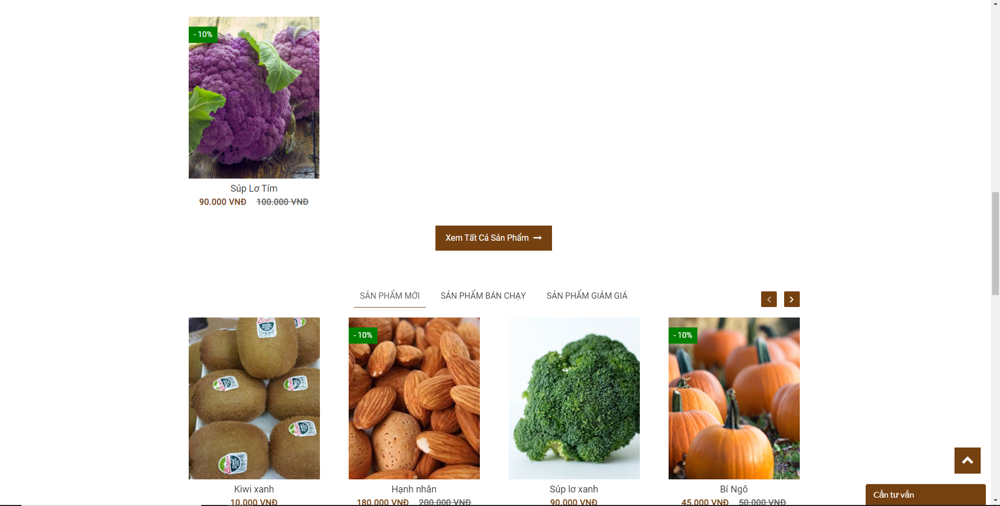 - 10%
Súp Lơ Tím
90.000 VNĐ 100.000 VNĐ
Xem Tất Cả Sản Phẩm
SẢN PHẨM MỚI SẢN PHẨM BÁN CHẠY SẢN PHẨM GIẢM GIÁ
- 10%
- 10%
Kiwi xanh
10.000 VNĐ
Hạnh nhân
180.000 VNĐ 200.000 VNĐ
Súp lơ xanh
90.000 VNĐ
Bí Ngô
45.000 VNĐ 50.000 VNĐ
Cần tư vấn